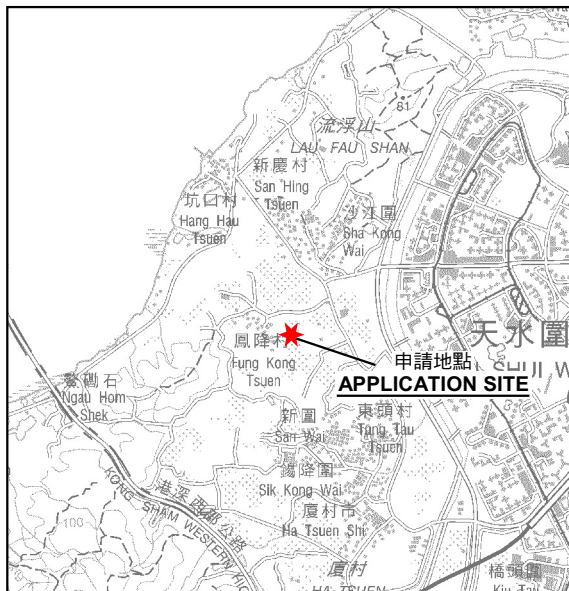 81
流浮山
LAU FAU SHAN
新慶村
San Hing
Tsuen
坑口村
Hang Hau
Tsuen
沙江圍
Sha Kong
Wai
鳳降村
Fung Kong
Tsuen
天水圍
申請地點
APPLICATION SITE
鰲磡石
Ngau Hom
Shek
新圍
San Wai
東頭村
Tung Tau
Tsuen
錫降圍
Sik Kong Wai
廈村市
Ha Tsuen Shi
港深西部公路
KONG SHAM WESTERN HIG
100
廈村
HA TSUEN
橋頭圍
Kiu Tau